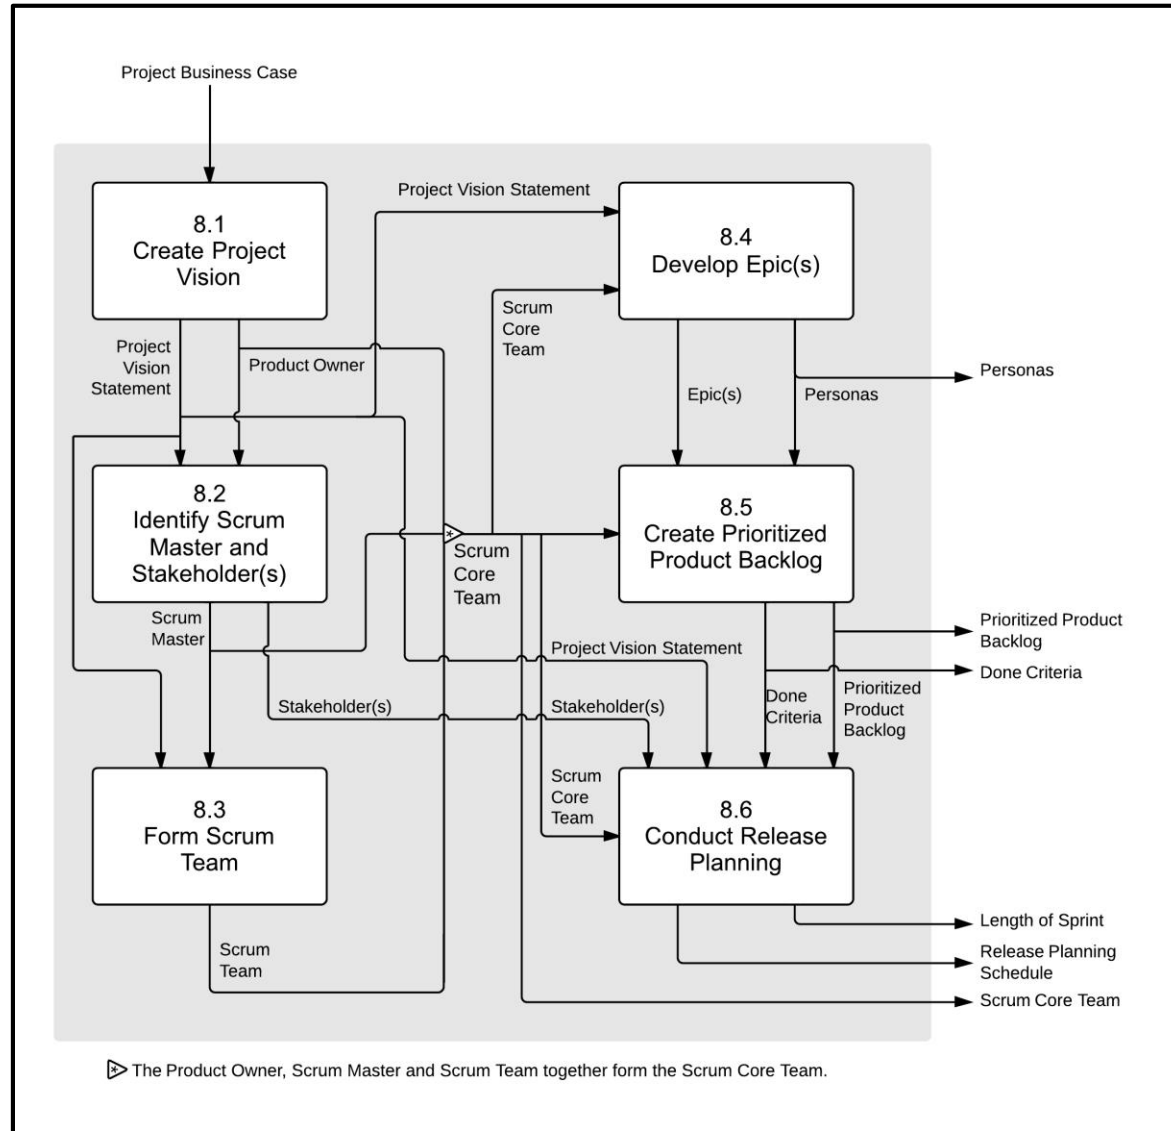 Project Business Case
8.1
Create Project
Vision
Project Vision Statement
8.4
Develop Epic(s)
Scrum
Core
Team
Project
Vision
Statement
Product Owner
Epic(s)
Personas
Personas
8.2
Identify Scrum
Master and
Stakeholder(s)
*
Scrum
Core
Team
8.5
Create Prioritized
Product Backlog
Scrum
Master
Prioritized Product
Backlog
Project Vision Statement
Done Criteria
Stakeholder(s)
Stakeholder(s)
Done
Criteria
Prioritized
Product
Backlog
8.3
Form Scrum
Team
Scrum
Core
Team
8.6
Conduct Release
Planning
Scrum
Team
Length of Sprint
Release Planning
Schedule
Scrum Core Team
* The Product Owner, Scrum Master and Scrum Team together form the Scrum Core Team.